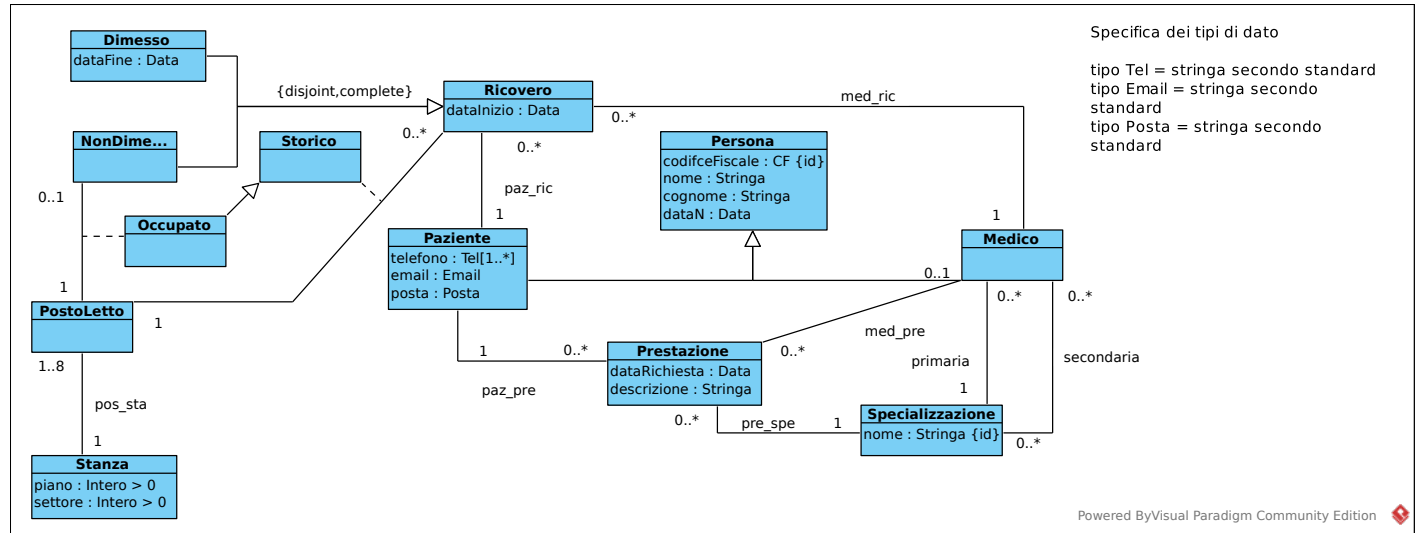 Dimesso
dataFine : Data
{disjoint,complete}
Ricovero
dataInizio : Data
0..*
0..*
0..*
med_ric
Specifica dei tipi di dato
tipo Tel = stringa secondo standard
tipo Email = stringa secondo
standard
tipo Posta = stringa secondo
standard
NonDime...
Storico
0..1
Occupato
Persona
codifceFiscale : CF {id}
nome : Stringa
cognome : Stringa
dataN : Data
paz_ric
1
1
Paziente
telefono : Tel[1..*]
email : Email
posta : Posta
Medico
0..1
0..*
0..*
1
PostoLetto
1
1..8
pos_sta
1
Stanza
piano : Intero > 0
settore : Intero > 0
1
0..*
paz_pre
Prestazione
dataRichiesta : Data
descrizione : Stringa
0..*
med_pre
primaria
secondaria
1
0..*
pre_spe
1
Specializzazione
nome : Stringa {id}
0..*
Powered ByVisual Paradigm Community Edition